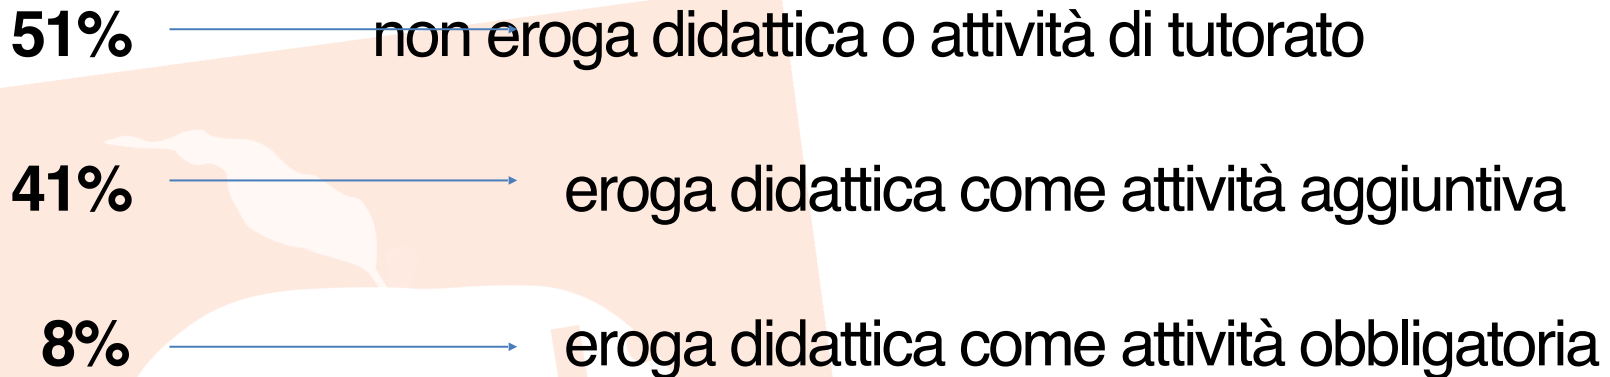 51% non eroga didattica o attività di tutorato
41% eroga didattica come attività aggiuntiva
8% eroga didattica come attività obbligatoria